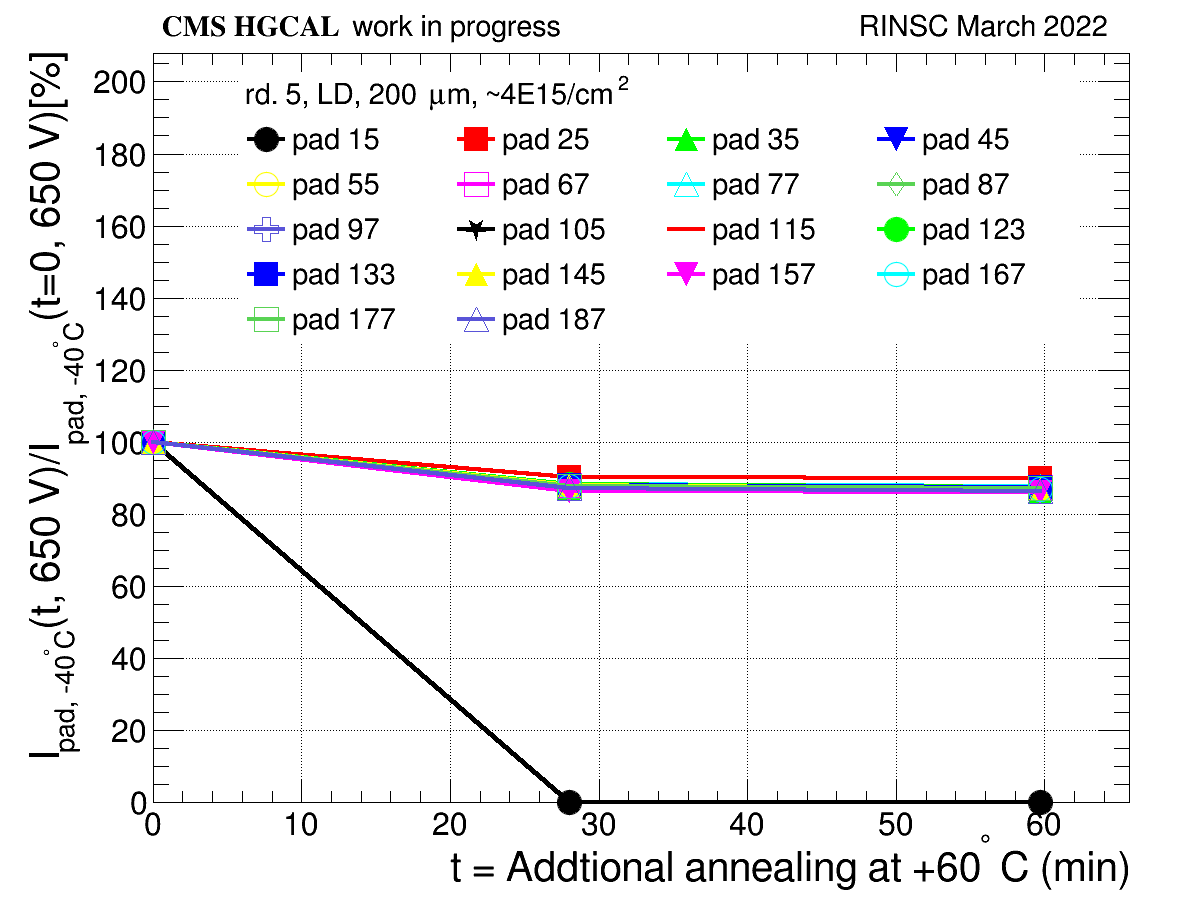 CMS HGCAL work in progress RINSC March 2022
rd. 5, LD, 200 μm, ~4E15/cm²
pad 15 pad 25 pad 35 pad 45
pad 55 pad 67 pad 77 pad 87
pad 97 pad 105 pad 115 pad 123
pad 133 pad 145 pad 157 pad 167
pad 177 pad 187
I pad, -40°C (t, 650 V)/I pad, -40°C (t=0, 650 V)[%]
200
180
160
140
120
100
80
60
40
20
0
0 10 20 30 40 50 60
t = Addtional annealing at +60°C (min)